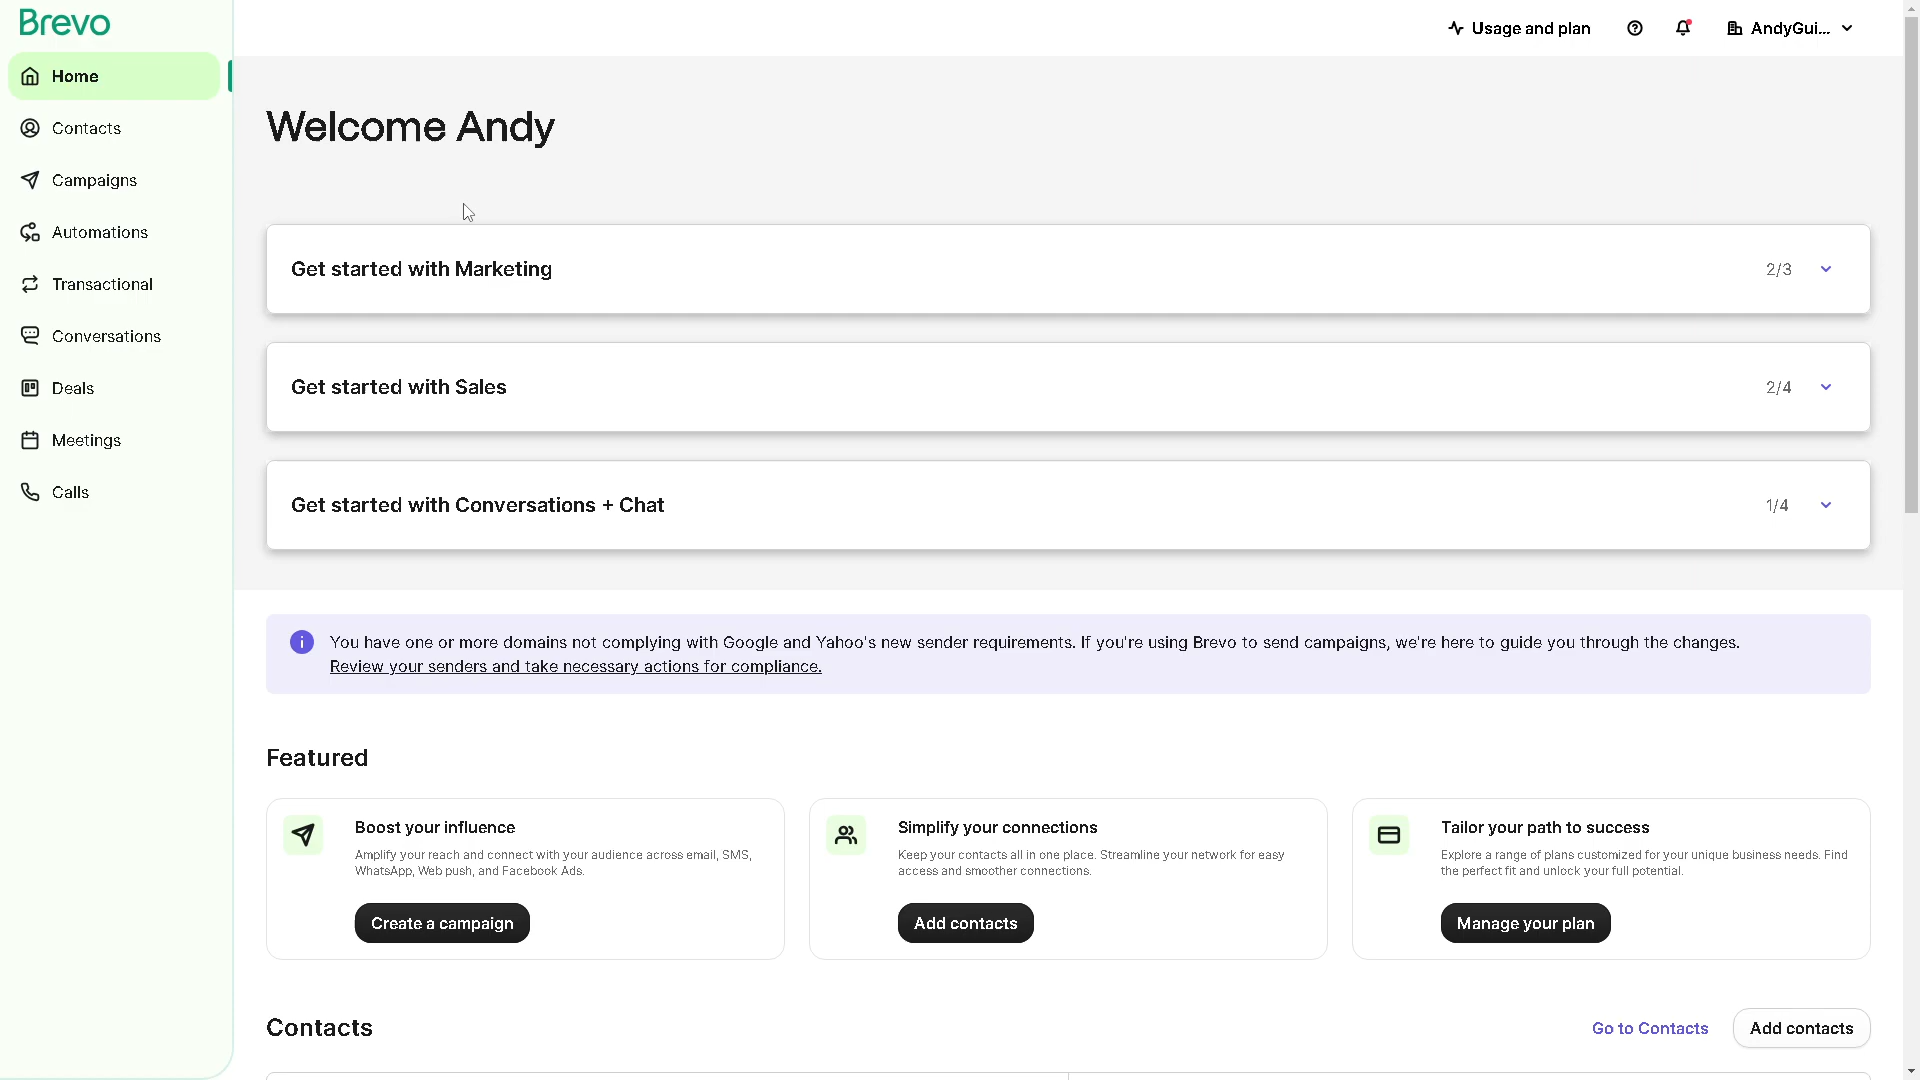 Brevo
Usage and plan
AndyGui...
Home
Contacts
Campaigns
Automations
Transactional
Conversations
Deals
Meetings
Calls
Welcome Andy
Get started with Marketing
2/3
Get started with Sales
2/4
Get started with Conversations + Chat
1/4
You have one or more domains not complying with Google and Yahoo's new sender requirements. If you're using Brevo to send campaigns, we're here to guide you through the changes.
Review your senders and take necessary actions for compliance.
Featured
Boost your influence
Amplify your reach and connect with your audience across email, SMS,
WhatsApp, Web push, and Facebook Ads.
Create a campaign
Simplify your connections
Keep your contacts all in one place. Streamline your network for easy
access and smoother connections.
Add contacts
Tailor your path to success
Explore a range of plans customized for your unique business needs. Find
the perfect fit and unlock your full potential.
Manage your plan
Contacts
Go to Contacts
Add contacts